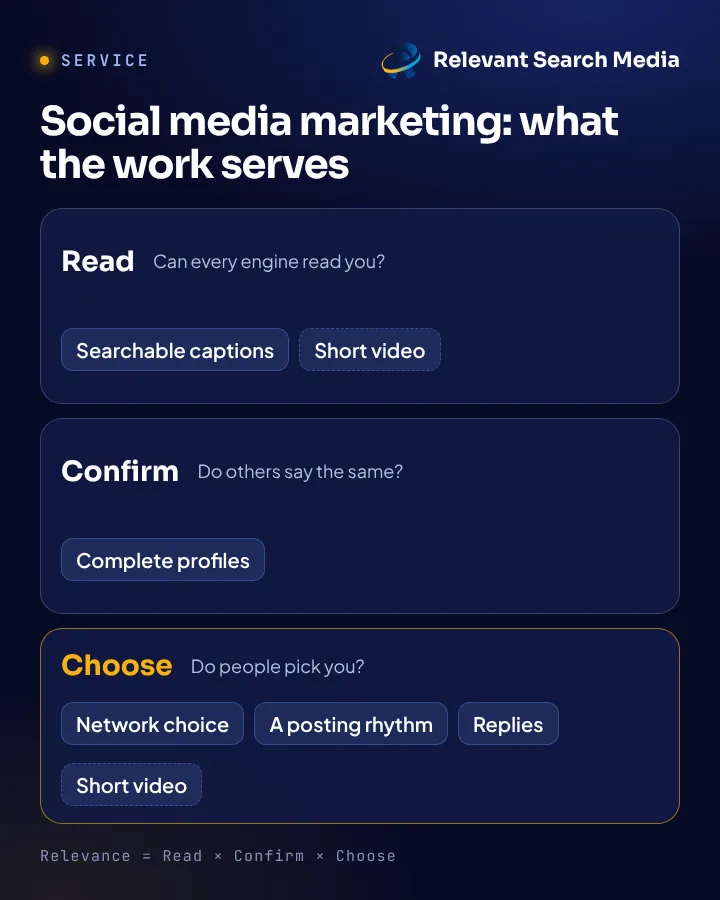 SERVICE
Relevant Search Media
Social media marketing: what
the work serves
Read Can every engine read you?
Searchable captions Short video
Confirm Do others say the same?
Complete profiles
Choose Do people pick you?
Network choice A posting rhythm Replies
Short video
Relevance = Read × Confirm × Choose